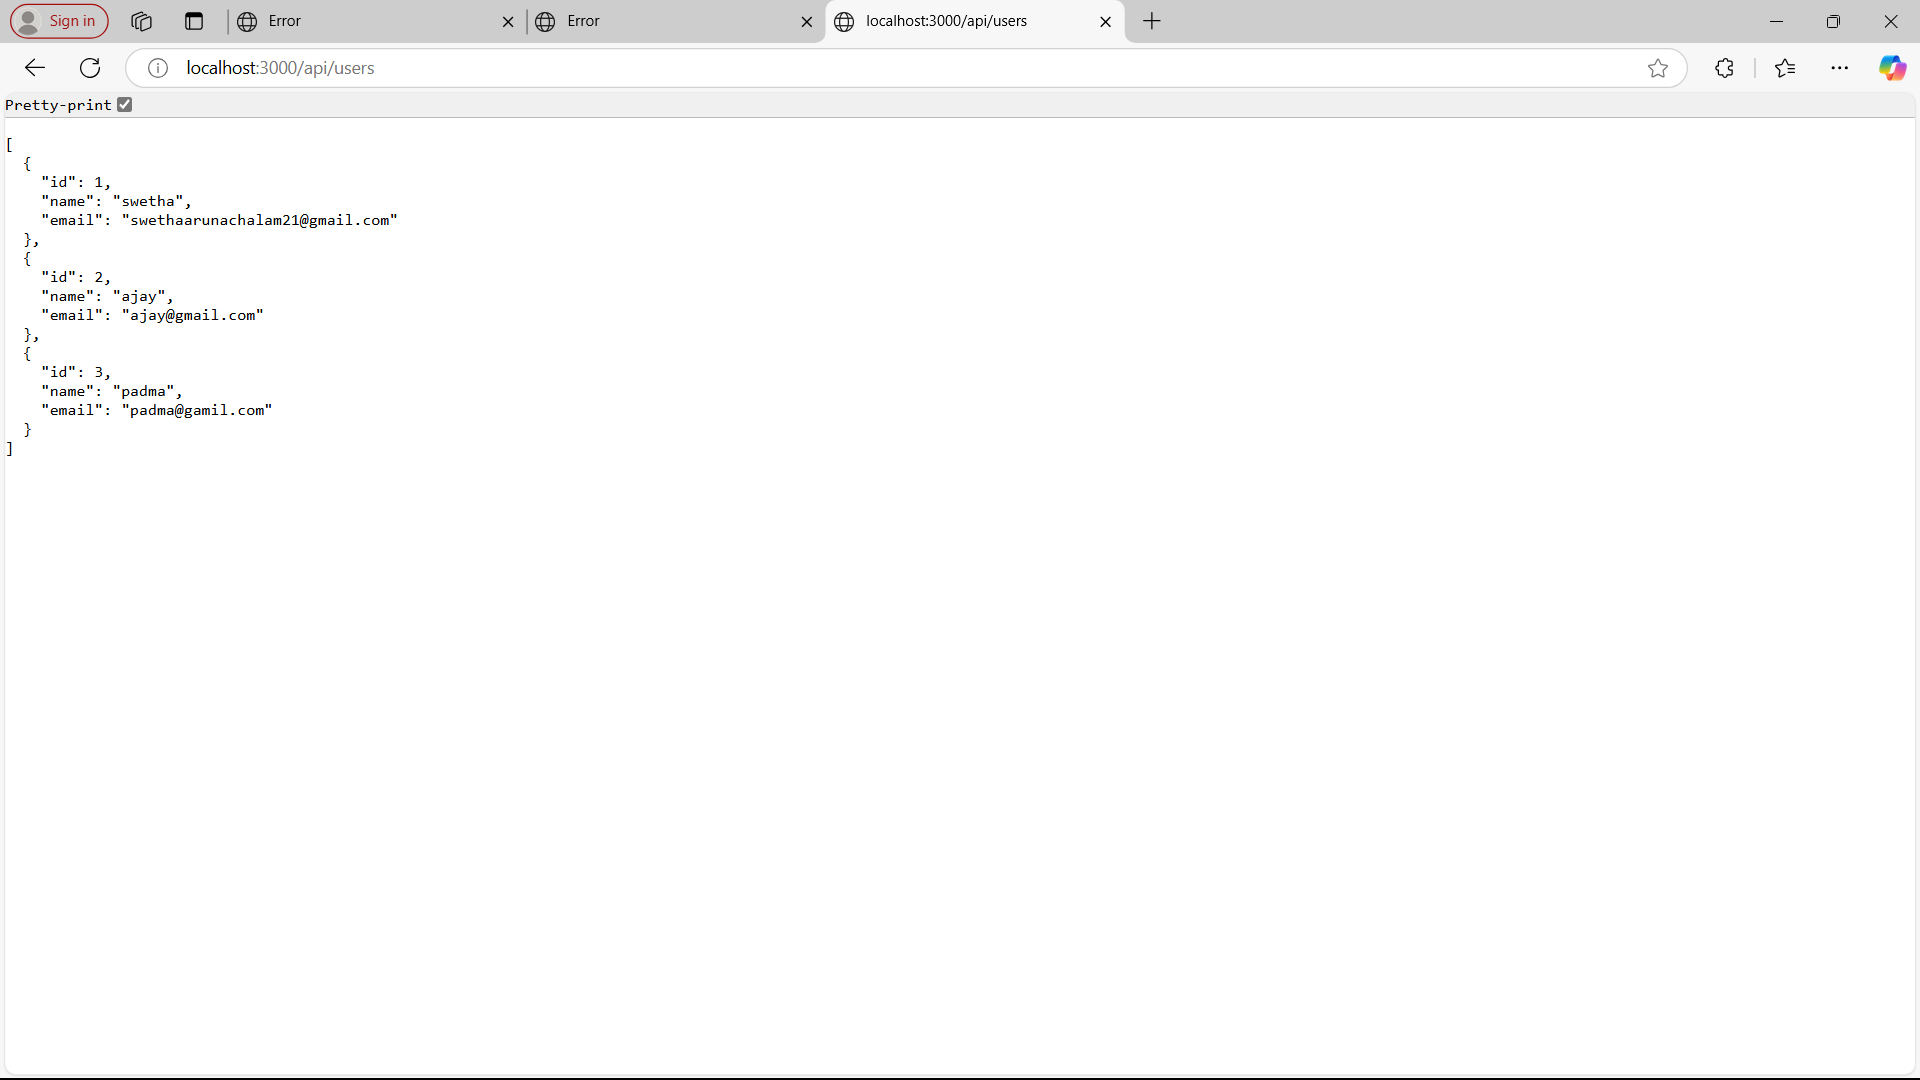 Sign in
Error
Error
localhost:3000/api/users
localhost:3000/api/users
Pretty-print
[
  {
    "id": 1,
    "name": "swetha",
    "email": "swethaarunachalam21@gmail.com"
  },
  {
    "id": 2,
    "name": "ajay",
    "email": "ajay@gmail.com"
  },
  {
    "id": 3,
    "name": "padma",
    "email": "padma@gamil.com"
  }
]